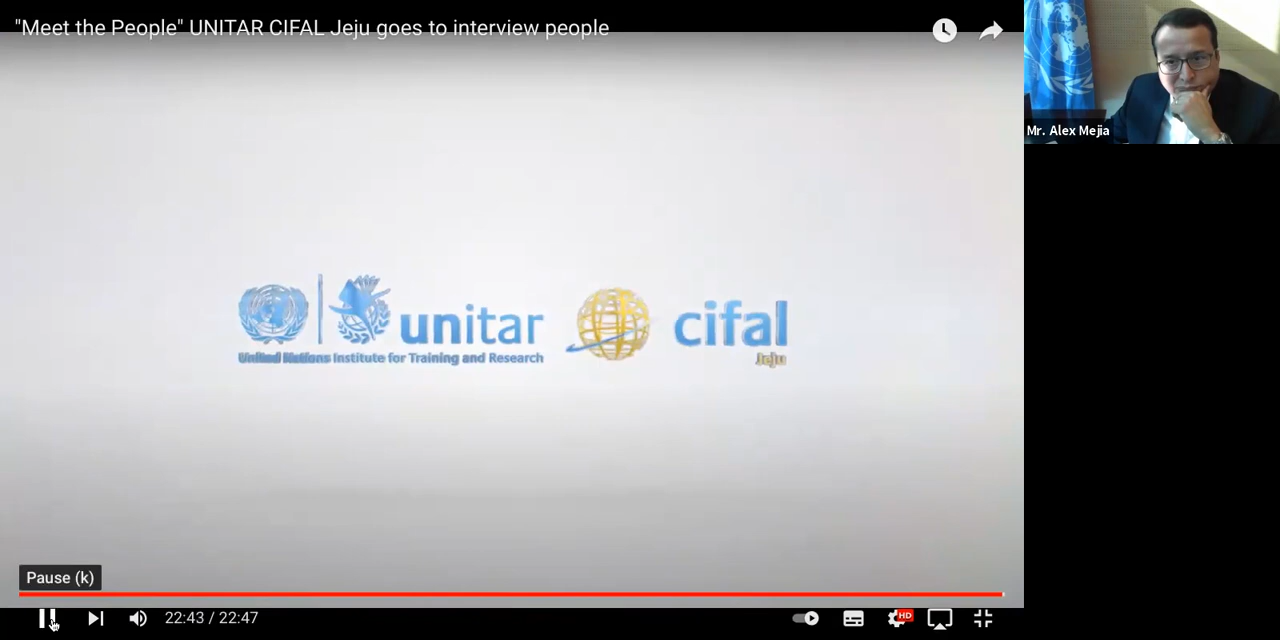 "Meet the People" UNITAR CIFAL Jeju goes to interview people
Mr. Alex Mejia
unitar
United Nations Institute for Training and Research
cifal
Jeju
Pause (k)
22:43 / 22:47
HD